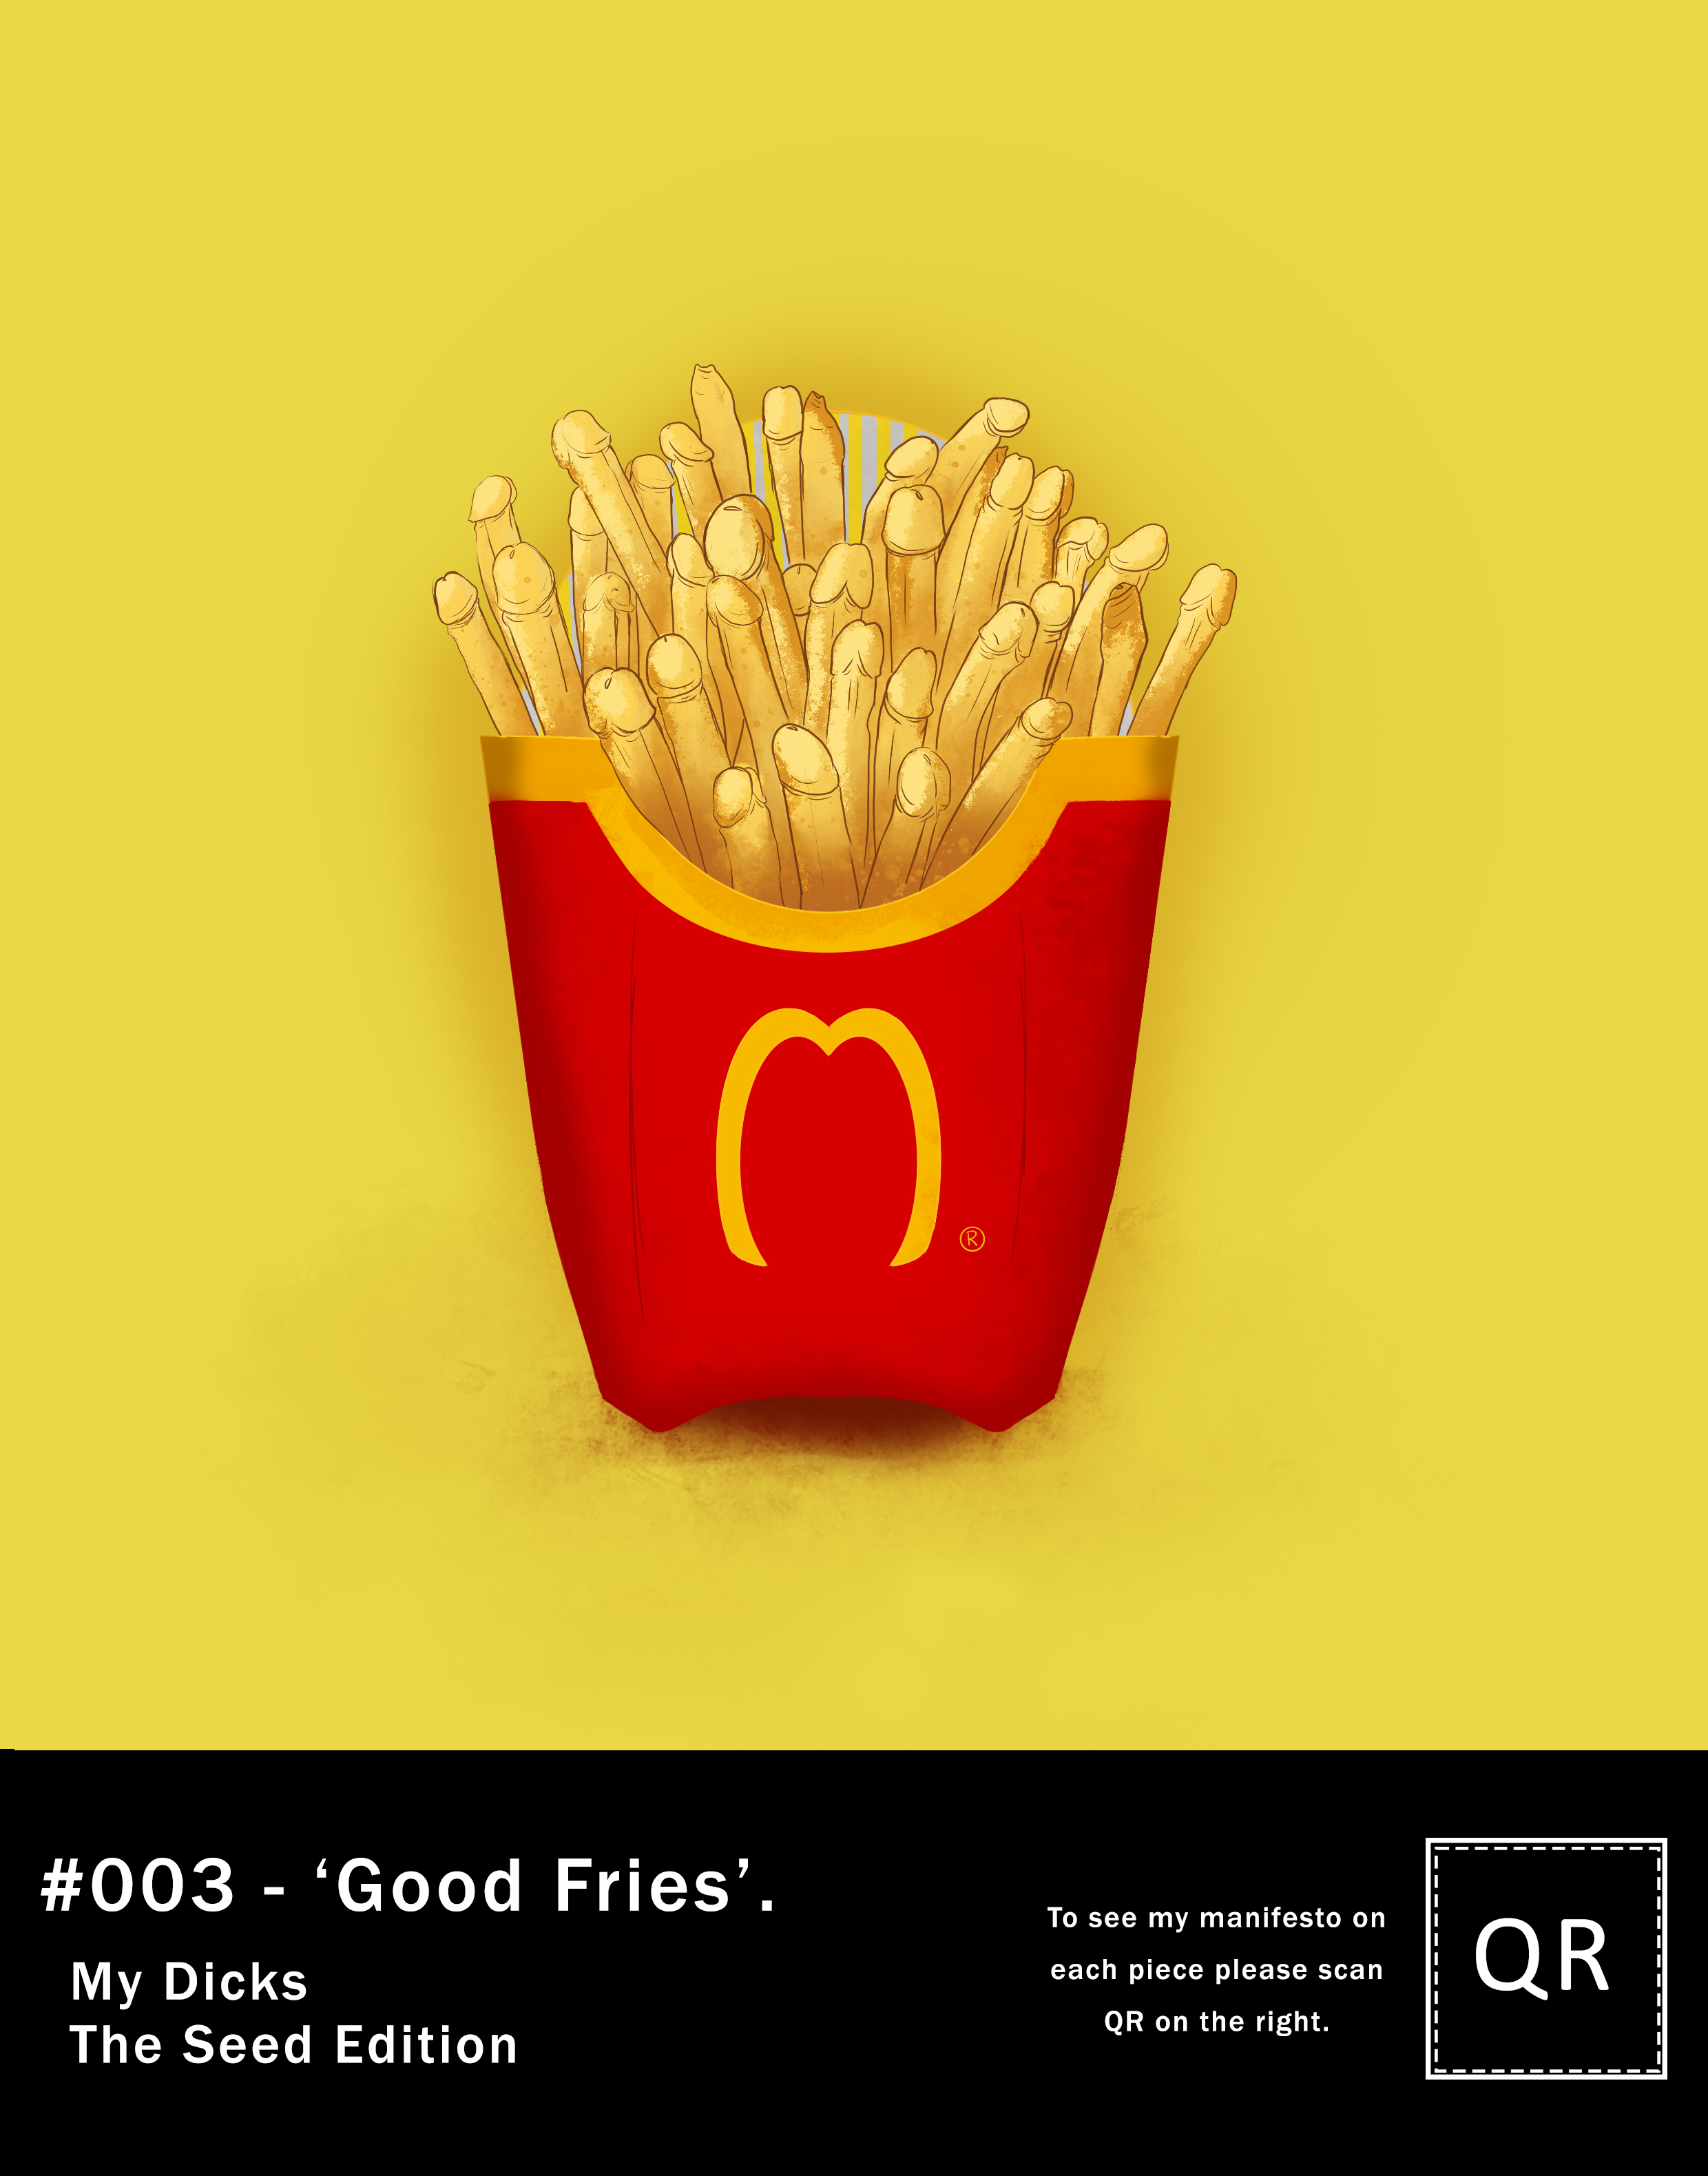 ®
#003 - ‘Good Fries’.
My Dicks
The Seed Edition
To see my manifesto on
each piece please scan
QR on the right.
QR